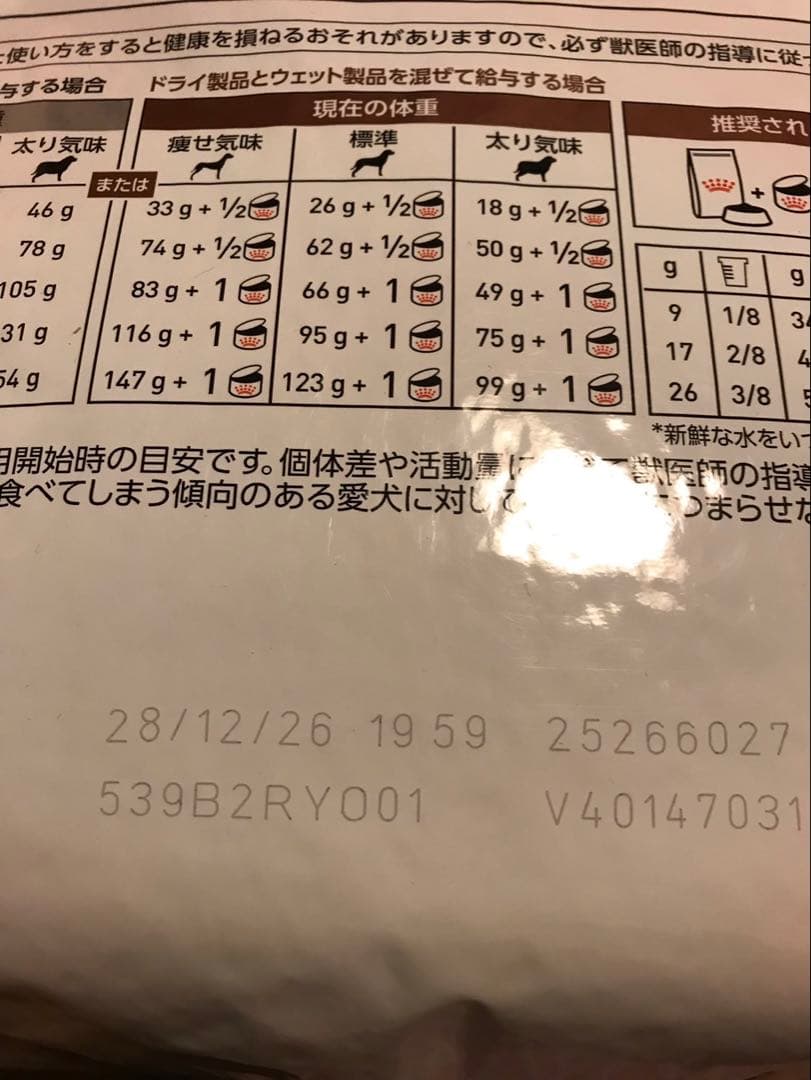 使い方をすると健康を損ねるおそれがありますので、必ず獣医師の指導に従
与する場合 ドライ製品とウェット製品を混ぜて給与する場合
現在の体重
推奨され
太り気味 痩せ気味 標準 太り気味
または
46 g 33 g + ½ 26 g + ½ 18 g + ½
+
78 g 74 g + ½ 62 g + ½ 50 g + ½
g g
105 g 83 g + 1 66 g + 1 49 g + 1
9 1/8 34
31 g 116 g + 1 95 g + 1 75 g + 1
17 2/8 4
54 g 147 g + 1 123 g + 1 99 g + 1
26 3/8
*新鮮な水をい
開始時の目安です。個体差や活動量に 獣医師の指導
食べてしまう傾向のある愛犬に対して つまらせな
28/12/26 19 59 25266027
539B2RY001 V40147031